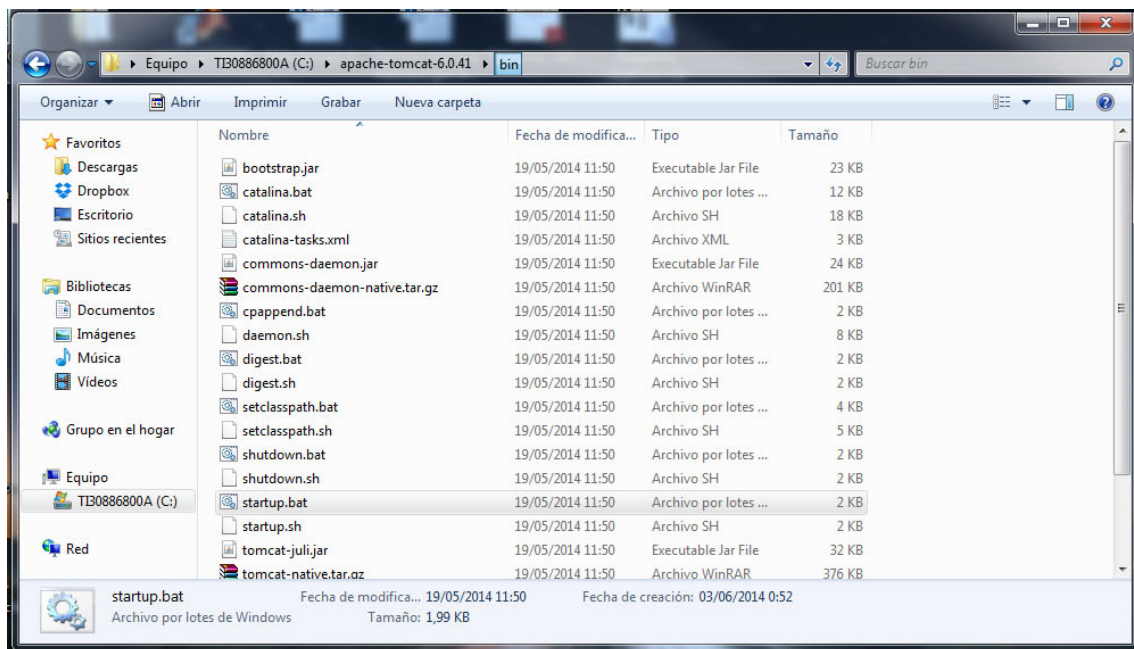 Equipo ▸ TI30886800A (C:) ▸ apache-tomcat-6.0.41 ▸ bin
Buscar bin
Organizar Abrir Imprimir Grabar Nueva carpeta
Favoritos
Descargas
Dropbox
Escritorio
Sitios recientes
Bibliotecas
Documentos
Imágenes
Música
Vídeos
Grupo en el hogar
Equipo
TI30886800A (C:)
Red
Nombre Fecha de modifica... Tipo Tamaño
bootstrap.jar 19/05/2014 11:50 Executable Jar File 23 KB
catalina.bat 19/05/2014 11:50 Archivo por lotes ... 12 KB
catalina.sh 19/05/2014 11:50 Archivo SH 18 KB
catalina-tasks.xml 19/05/2014 11:50 Archivo XML 3 KB
commons-daemon.jar 19/05/2014 11:50 Executable Jar File 24 KB
commons-daemon-native.tar.gz 19/05/2014 11:50 Archivo WinRAR 201 KB
cpappend.bat 19/05/2014 11:50 Archivo por lotes ... 2 KB
daemon.sh 19/05/2014 11:50 Archivo SH 8 KB
digest.bat 19/05/2014 11:50 Archivo por lotes ... 2 KB
digest.sh 19/05/2014 11:50 Archivo SH 2 KB
setclasspath.bat 19/05/2014 11:50 Archivo por lotes ... 4 KB
setclasspath.sh 19/05/2014 11:50 Archivo SH 5 KB
shutdown.bat 19/05/2014 11:50 Archivo por lotes ... 2 KB
shutdown.sh 19/05/2014 11:50 Archivo SH 2 KB
startup.bat 19/05/2014 11:50 Archivo por lotes ... 2 KB
startup.sh 19/05/2014 11:50 Archivo SH 2 KB
tomcat-juli.jar 19/05/2014 11:50 Executable Jar File 32 KB
tomcat-native.tar.gz 19/05/2014 11:50 Archivo WinRAR 376 KB
startup.bat Fecha de modifica... 19/05/2014 11:50 Fecha de creación: 03/06/2014 0:52
Archivo por lotes de Windows Tamaño: 1,99 KB